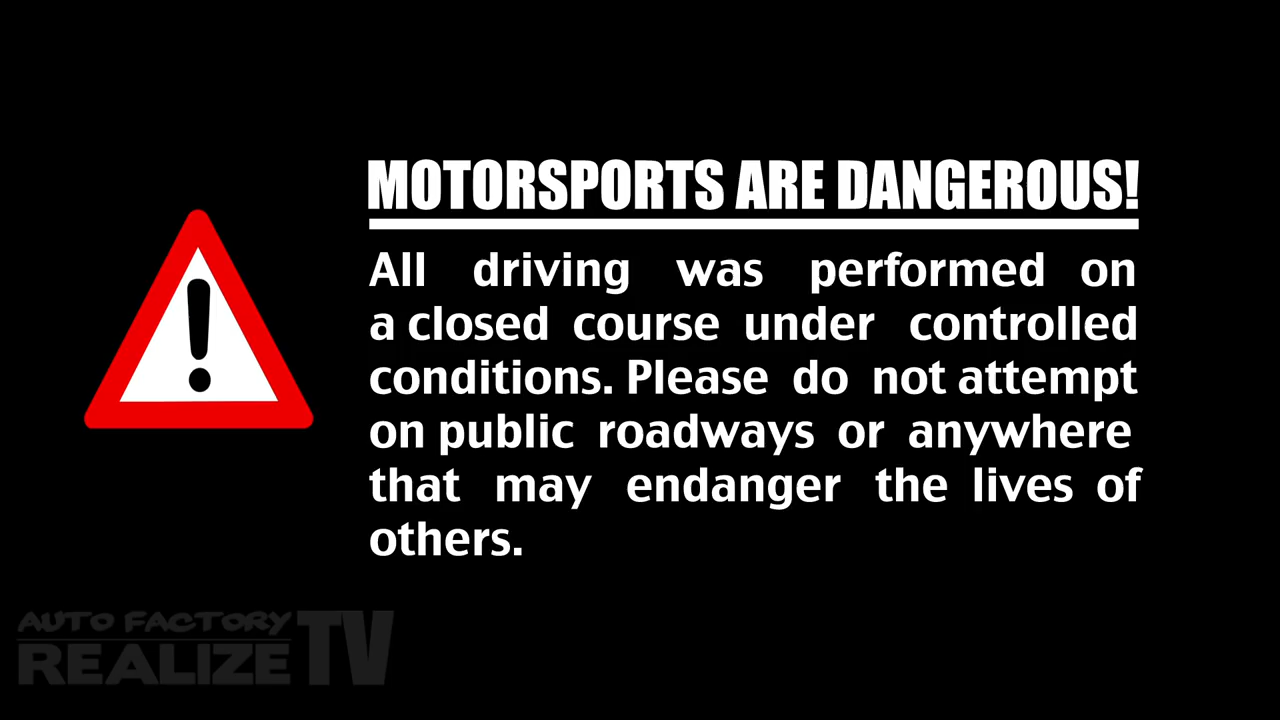 MOTORSPORTS ARE DANGEROUS!
All driving was performed on
a closed course under controlled
conditions. Please do not attempt
on public roadways or anywhere
that may endanger the lives of
others.
AUTO FACTORY
REALIZE TV